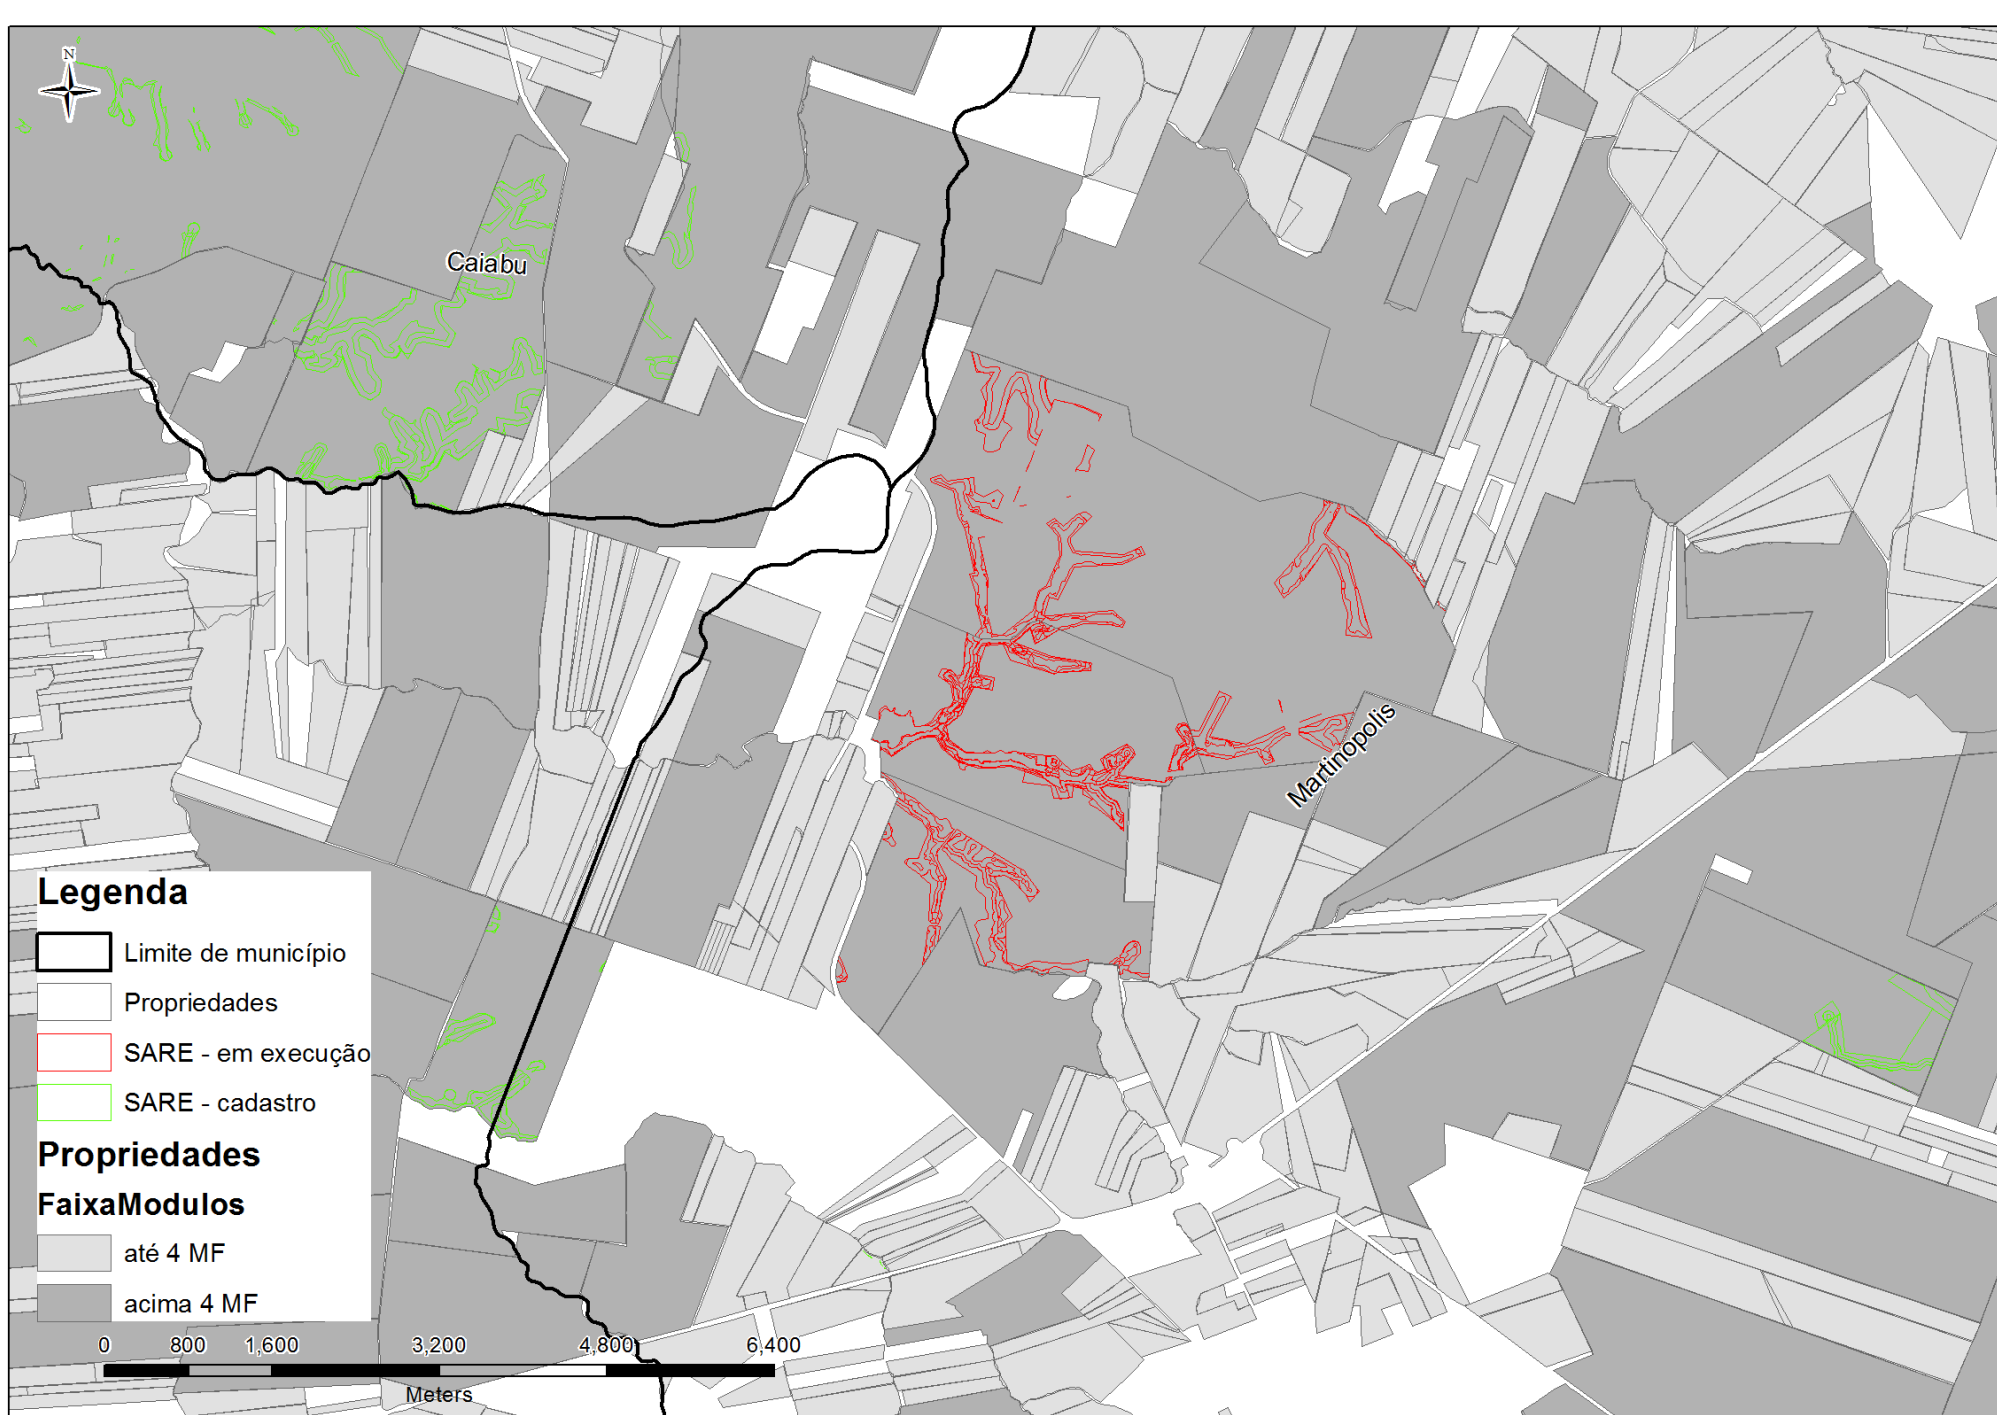 N
Caiabu
Martinopolis
Legenda
Limite de município
Propriedades
SARE - em execução
SARE - cadastro
Propriedades
FaixaModulos
até 4 MF
acima 4 MF
0 800 1,600 3,200 4,800 6,400
Meters